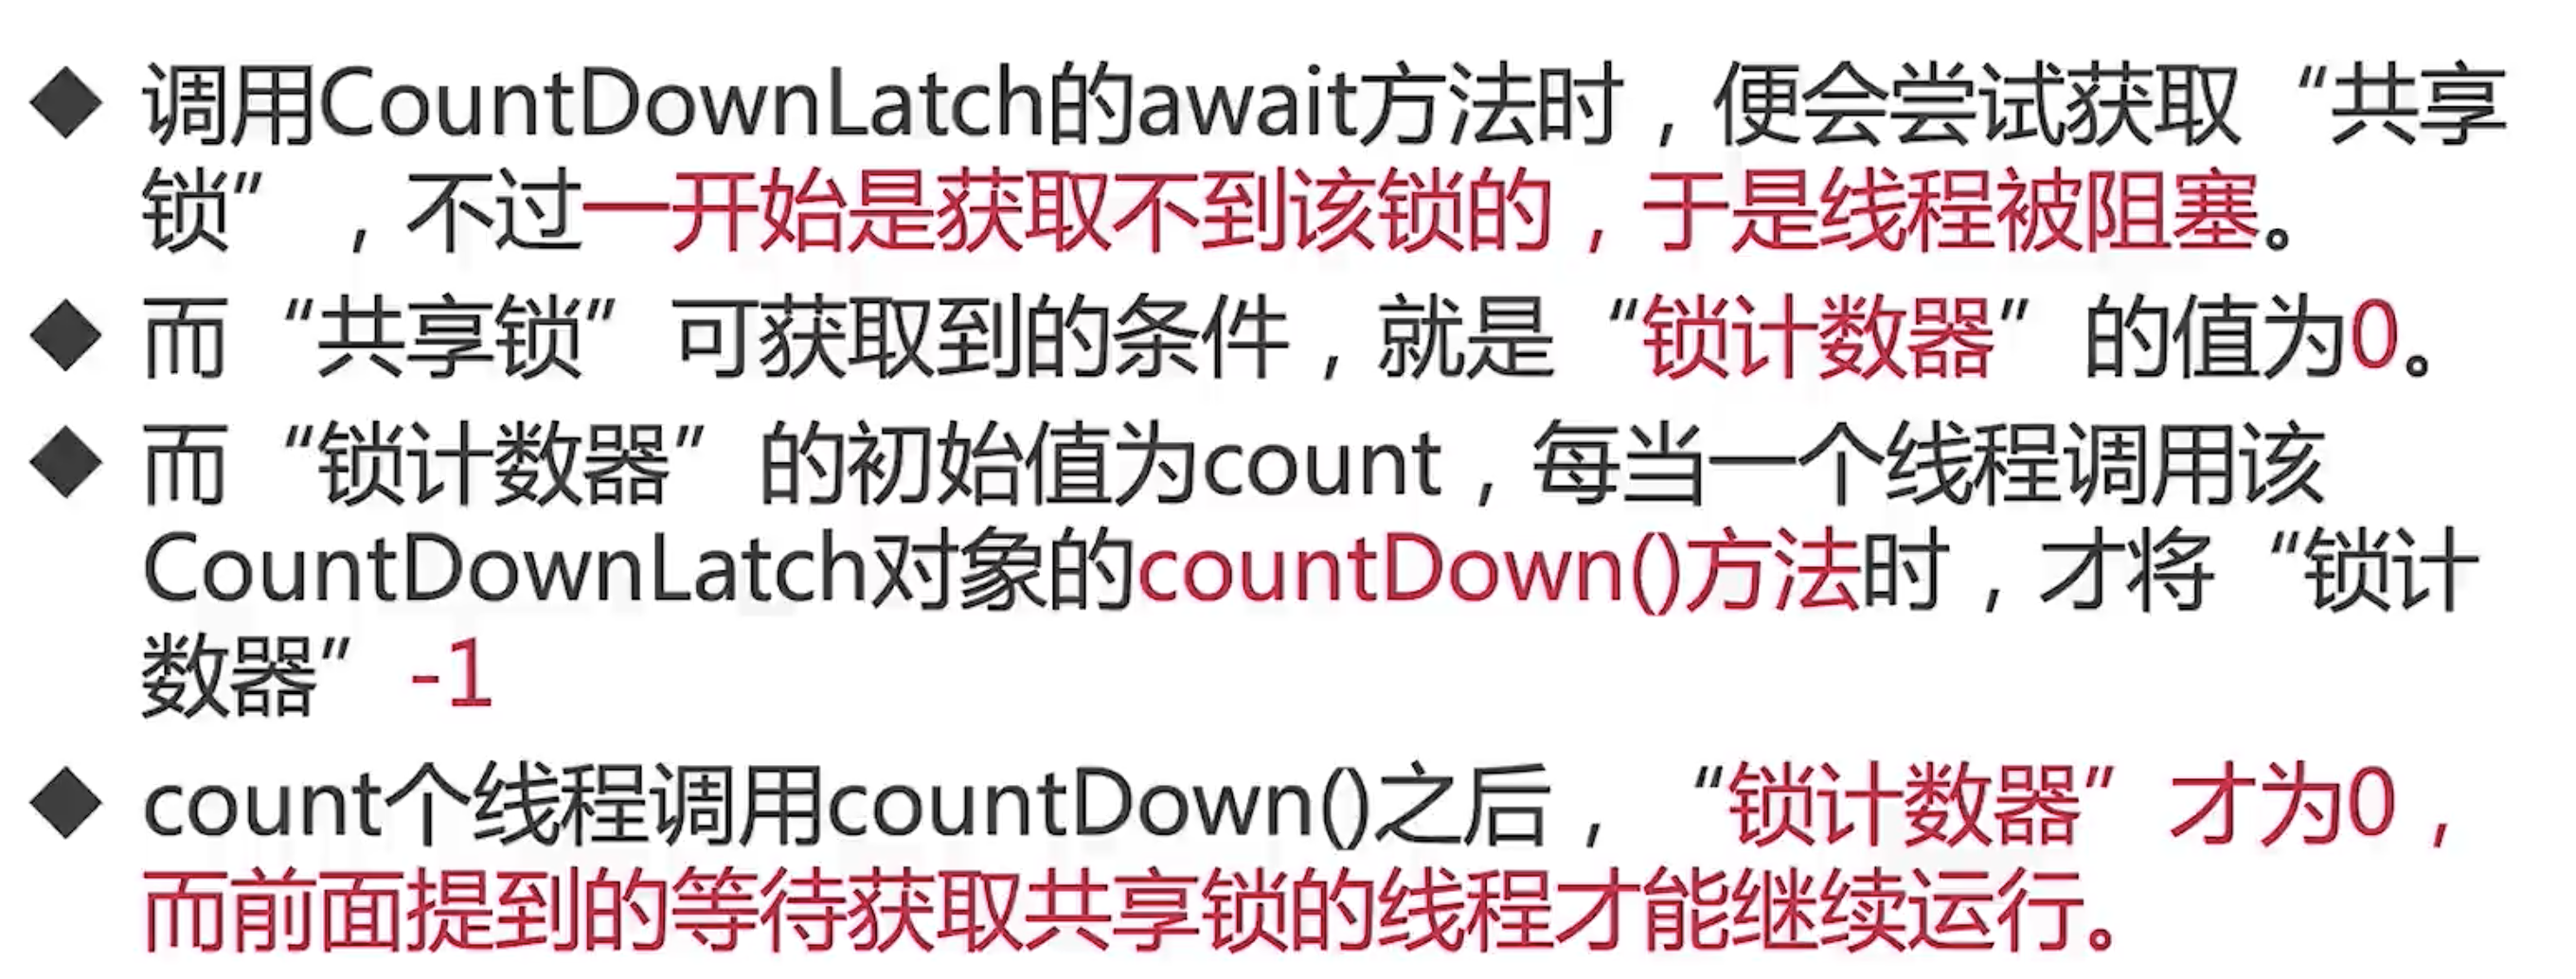 ◆ 调用CountDownLatch的await方法时，便会尝试获取“共享
锁”，不过一开始是获取不到该锁的，于是线程被阻塞。
◆ 而“共享锁”可获取到的条件，就是“锁计数器”的值为0。
◆ 而“锁计数器”的初始值为count，每当一个线程调用该
CountDownLatch对象的countDown()方法时，才将“锁计
数器”-1
◆ count个线程调用countDown()之后，“锁计数器”才为0，
而前面提到的等待获取共享锁的线程才能继续运行。